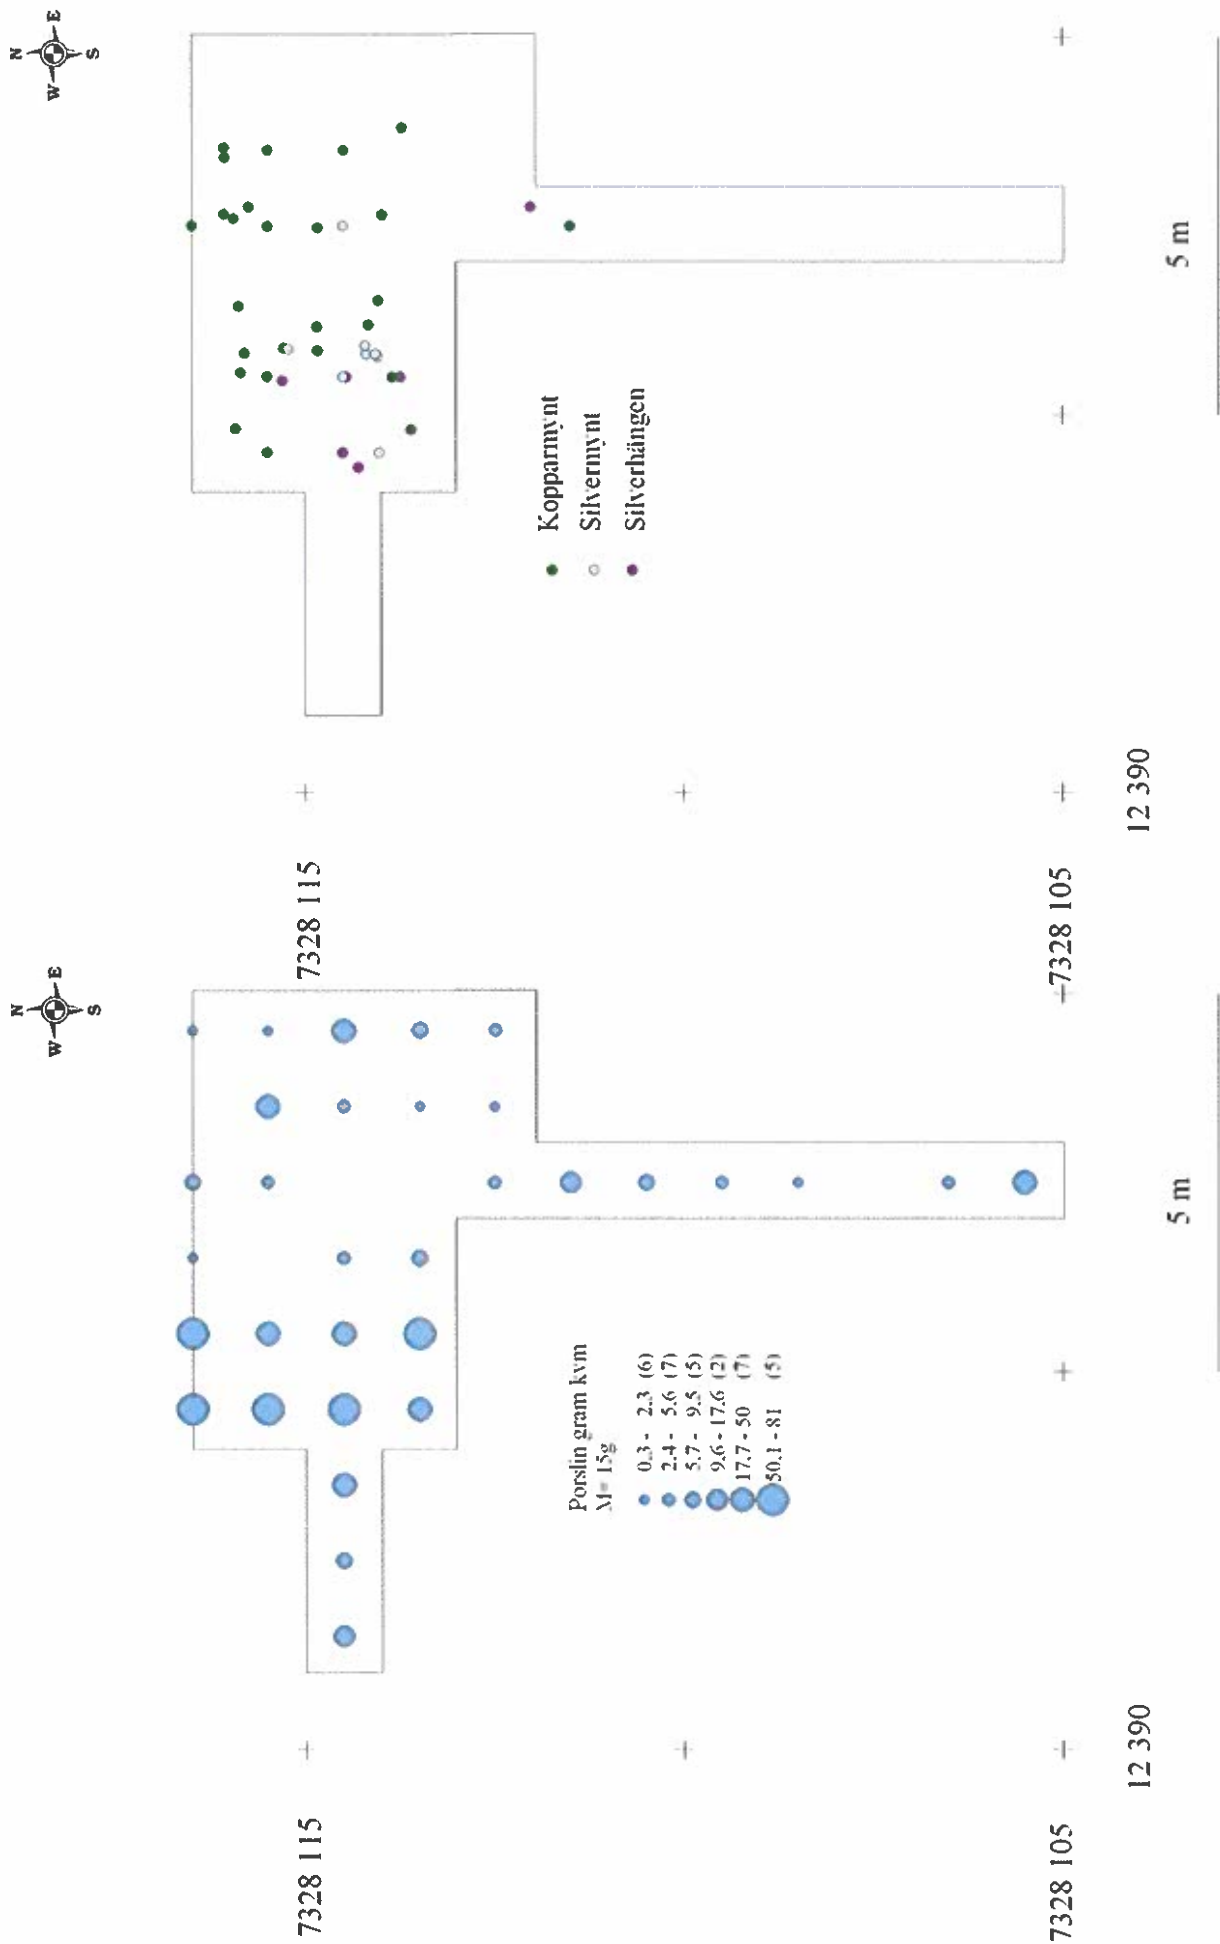 N
W E
S
7328 115
Porslin gram kvm
M= 15g
0.3 - 2.3 (6)
2.4 - 5.6 (7)
5.7 - 9.5 (5)
9.6 - 17.6 (2)
17.7 - 50 (7)
50.1 - 81 (5)
7328 105
12 390
5 m
N
W E
S
7328 115
Kopparmynt
Silvermynt
Silverhängen
7328 105
12 390
5 m